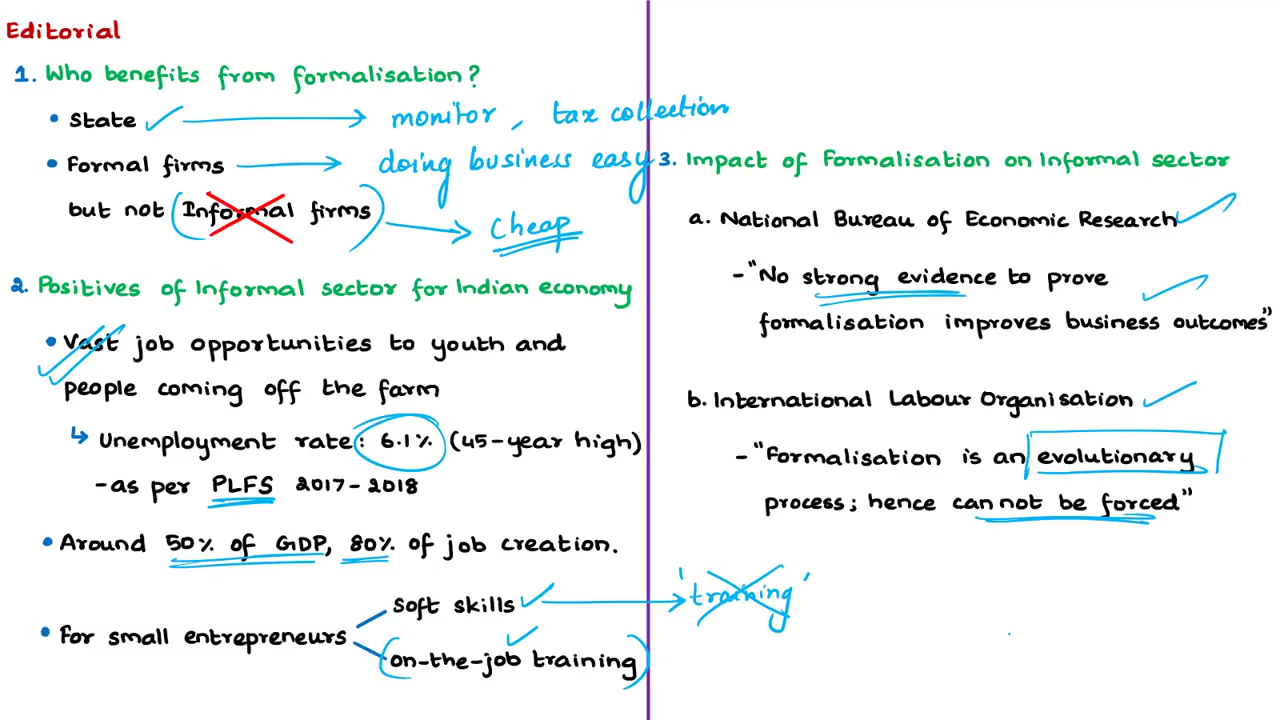 Editorial
1. Who benefits from formalisation?
• State → monitor, tax collection
• Formal firms → doing business easy
but not (Informal firms) → Cheap
2. Positives of Informal sector for Indian economy
• Vast job opportunities to youth and
people coming off the farm
↳ Unemployment rate: 6.1% (45-year high)
- as per PLFS 2017-2018
• Around 50% of GDP, 80% of job creation.
• for small entrepreneurs
soft skills → 'training'
(on-the-job training)
3. Impact of Formalisation on Informal sector
a. National Bureau of Economic Research
- "No strong evidence to prove
formalisation improves business outcomes"
b. International Labour Organisation
- "Formalisation is an evolutionary
process; hence can not be forced"